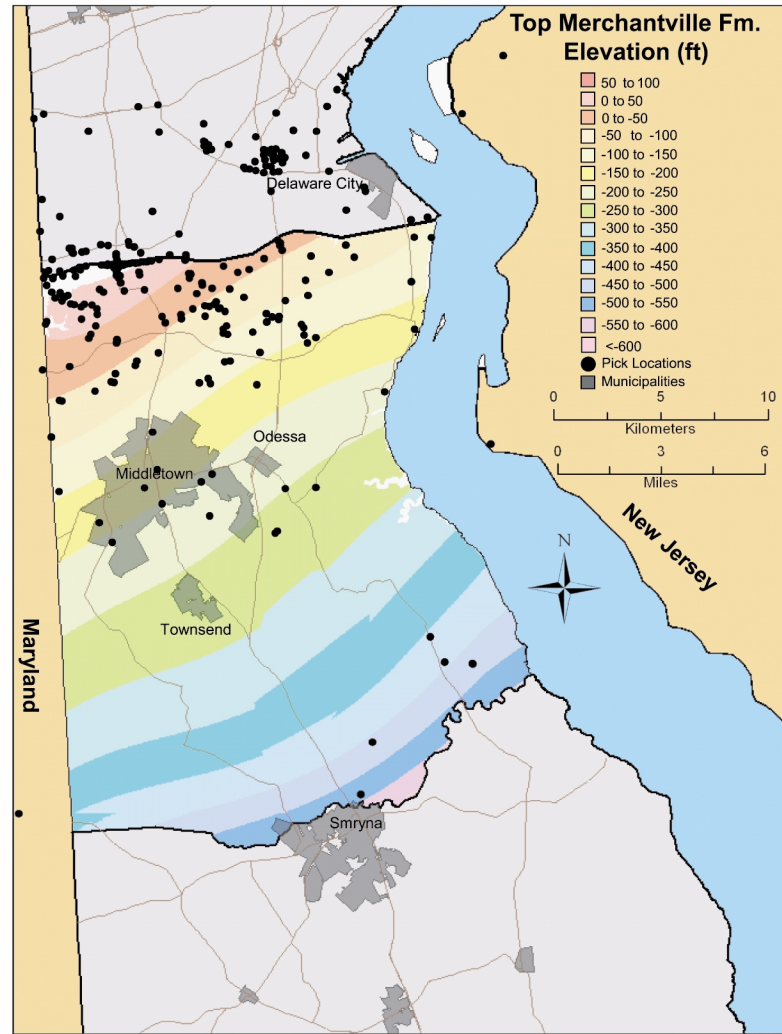 Top Merchantville Fm.
Elevation (ft)
50 to 100
0 to 50
0 to -50
-50 to -100
-100 to -150
-150 to -200
-200 to -250
-250 to -300
-300 to -350
-350 to -400
-400 to -450
-450 to -500
-500 to -550
-550 to -600
<-600
Pick Locations
Municipalities
0 5 10
Kilometers
0 3 6
Miles
Delaware City
Odessa
Middletown
N
New Jersey
Townsend
Maryland
Smryna